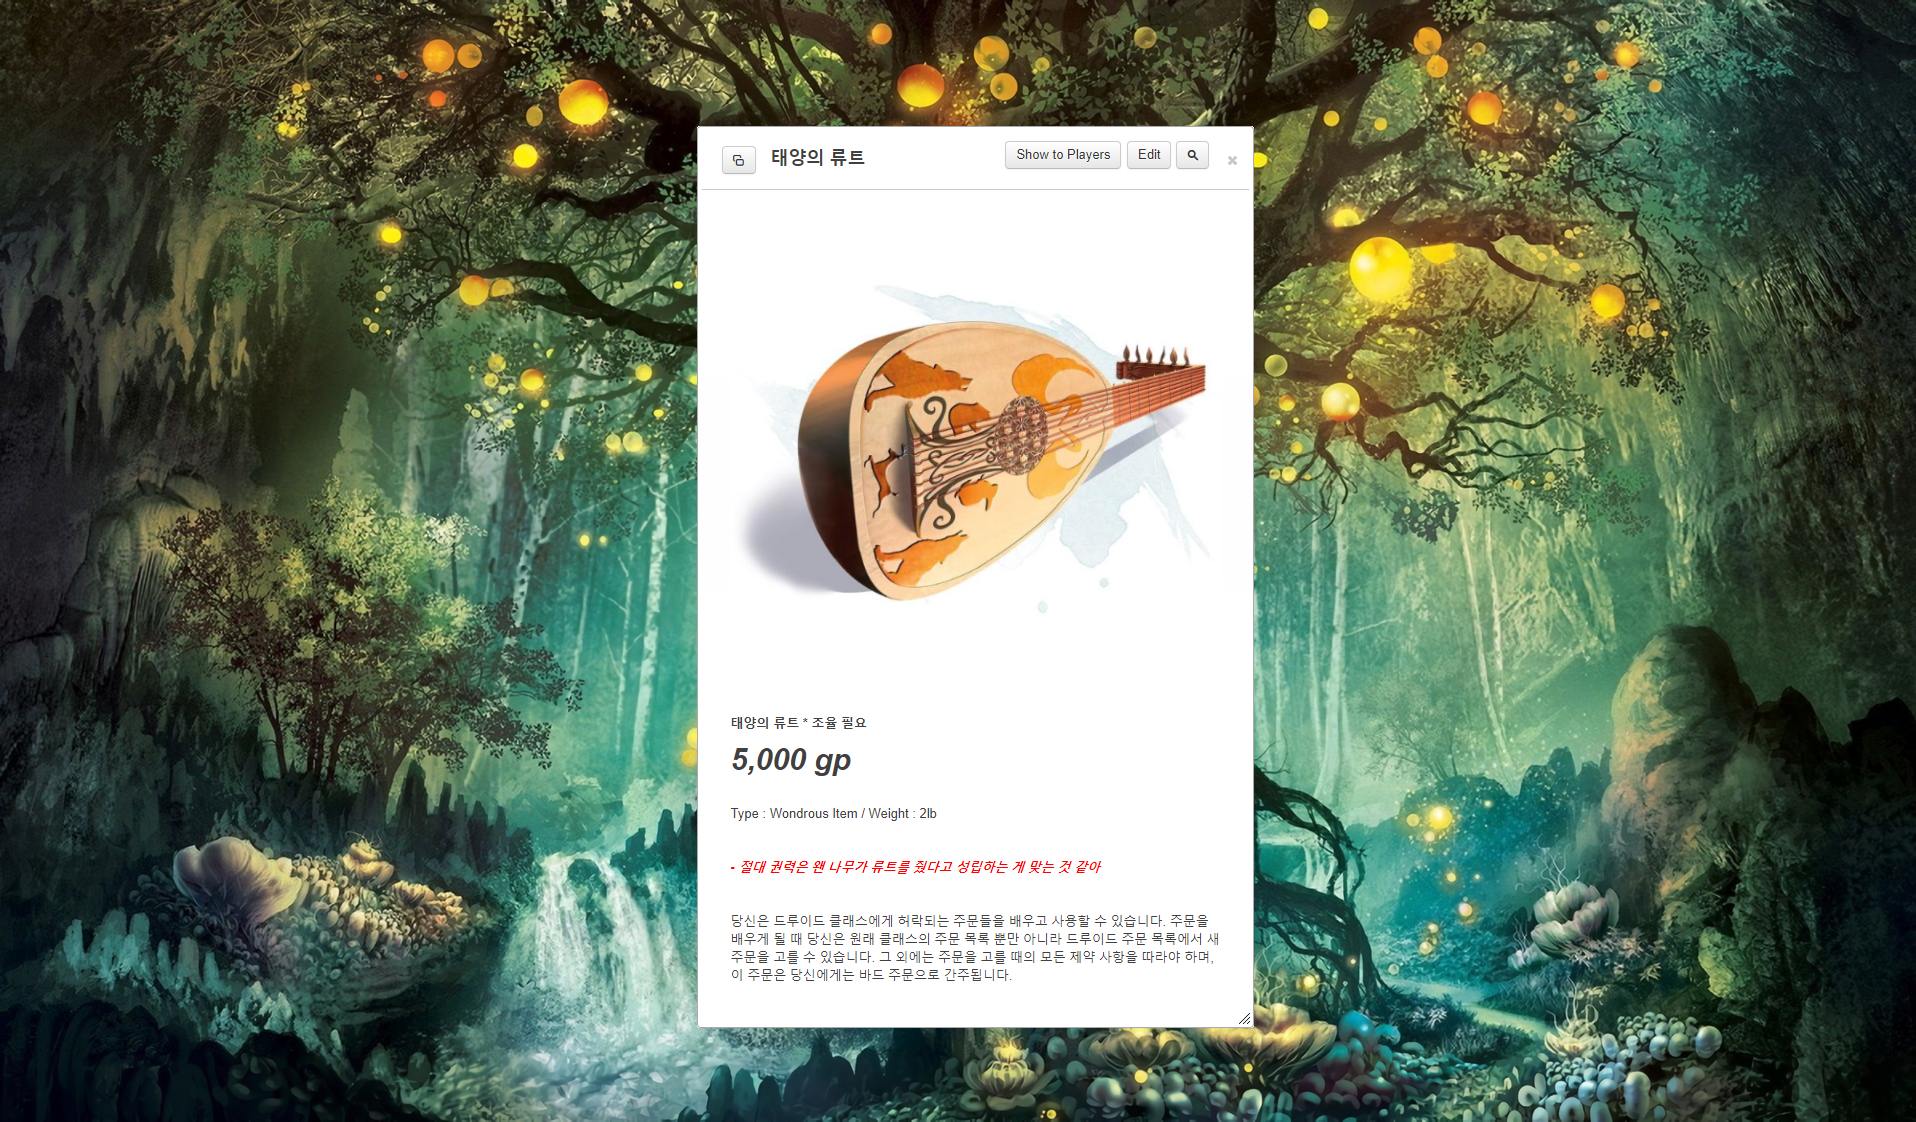 태양의 류트
Show to Players
Edit
태양의 류트 * 조율 필요
5,000 gp
Type : Wondrous Item / Weight : 2lb
- 절대 권력은 웬 나무가 류트를 줬다고 성립하는 게 맞는 것 같아
당신은 드루이드 클래스에게 허락되는 주문들을 배우고 사용할 수 있습니다. 주문을
배우게 될 때 당신은 원래 클래스의 주문 목록 뿐만 아니라 드루이드 주문 목록에서 새
주문을 고를 수 있습니다. 그 외에는 주문을 고를 때의 모든 제약 사항을 따라야 하며,
이 주문은 당신에게는 바드 주문으로 간주됩니다.